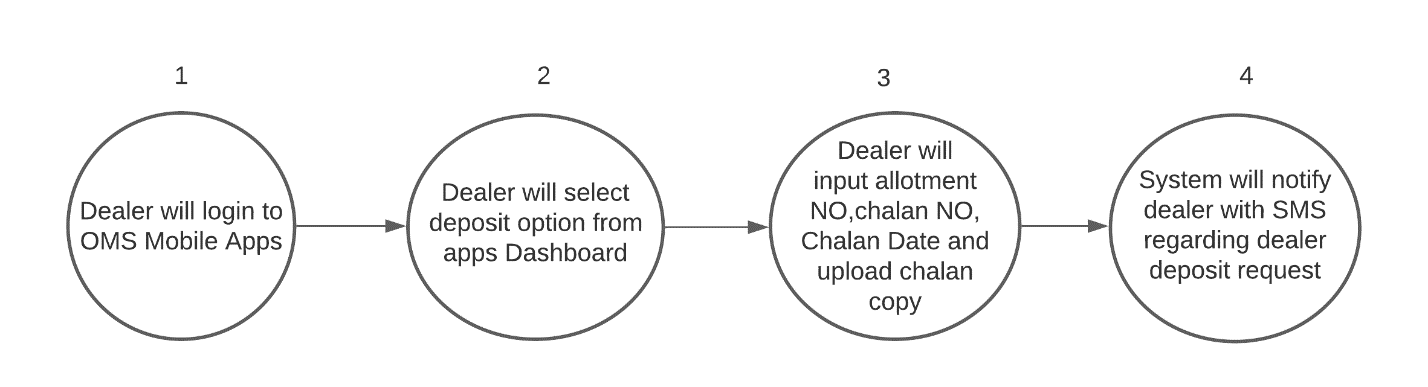 1
2
3
4
Dealer will login to
OMS Mobile Apps
Dealer will select
deposit option from
apps Dashboard
Dealer will
input allotment
NO,chalan NO,
Chalan Date and
upload chalan
copy
System will notify
dealer with SMS
regarding dealer
deposit request